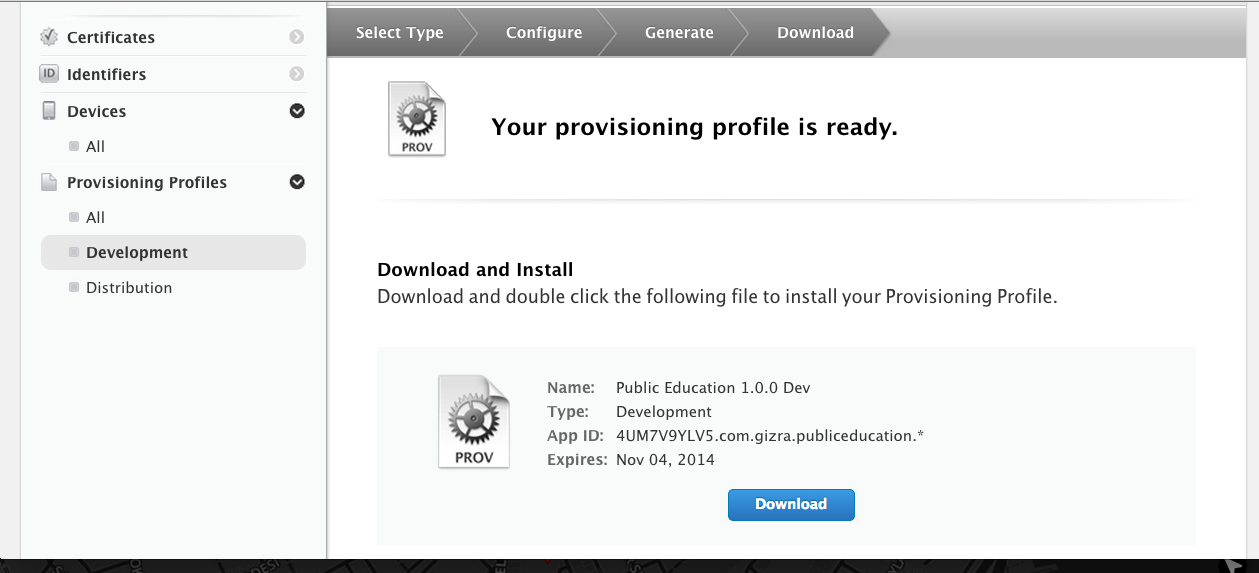 Certificates
ID Identifiers
Devices
All
Provisioning Profiles
All
Development
Distribution
Select Type Configure Generate Download
PROV
Your provisioning profile is ready.
Download and Install
Download and double click the following file to install your Provisioning Profile.
PROV
Name: Public Education 1.0.0 Dev
Type: Development
App ID: 4UM7V9YLV5.com.gizra.publiceducation.*
Expires: Nov 04, 2014
Download